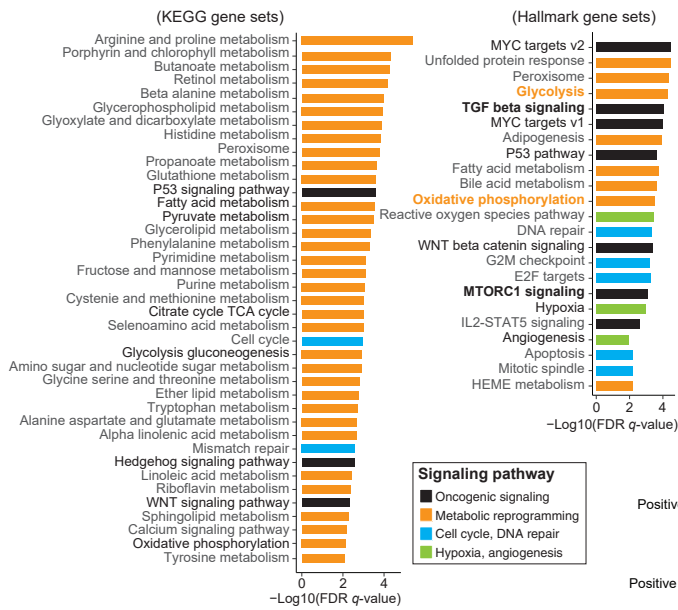 (KEGG gene sets)
Arginine and proline metabolism
Porphyrin and chlorophyll metabolism
Butanoate metabolism
Retinol metabolism
Beta alanine metabolism
Glycerophospholipid metabolism
Glyoxylate and dicarboxylate metabolism
Histidine metabolism
Peroxisome
Propanoate metabolism
Glutathione metabolism
P53 signaling pathway
Fatty acid metabolism
Pyruvate metabolism
Glycerolipid metabolism
Phenylalanine metabolism
Pyrimidine metabolism
Fructose and mannose metabolism
Purine metabolism
Cystenie and methionine metabolism
Citrate cycle TCA cycle
Selenoamino acid metabolism
Cell cycle
Glycolysis gluconeogenesis
Amino sugar and nucleotide sugar metabolism
Glycine serine and threonine metabolism
Ether lipid metabolism
Tryptophan metabolism
Alanine aspartate and glutamate metabolism
Alpha linolenic acid metabolism
Mismatch repair
Hedgehog signaling pathway
Linoleic acid metabolism
Riboflavin metabolism
WNT signaling pathway
Sphingolipid metabolism
Calcium signaling pathway
Oxidative phosphorylation
Tyrosine metabolism
0 2 4
−Log10(FDR q-value)
(Hallmark gene sets)
MYC targets v2
Unfolded protein response
Peroxisome
Glycolysis
TGF beta signaling
MYC targets v1
Adipogenesis
P53 pathway
Fatty acid metabolism
Bile acid metabolism
Oxidative phosphorylation
Reactive oxygen species pathway
DNA repair
WNT beta catenin signaling
G2M checkpoint
E2F targets
MTORC1 signaling
Hypoxia
IL2-STAT5 signaling
Angiogenesis
Apoptosis
Mitotic spindle
HEME metabolism
0 2 4
−Log10(FDR q-value)
Signaling pathway
Oncogenic signaling
Metabolic reprogramming
Cell cycle, DNA repair
Hypoxia, angiogenesis
Positive
Positive